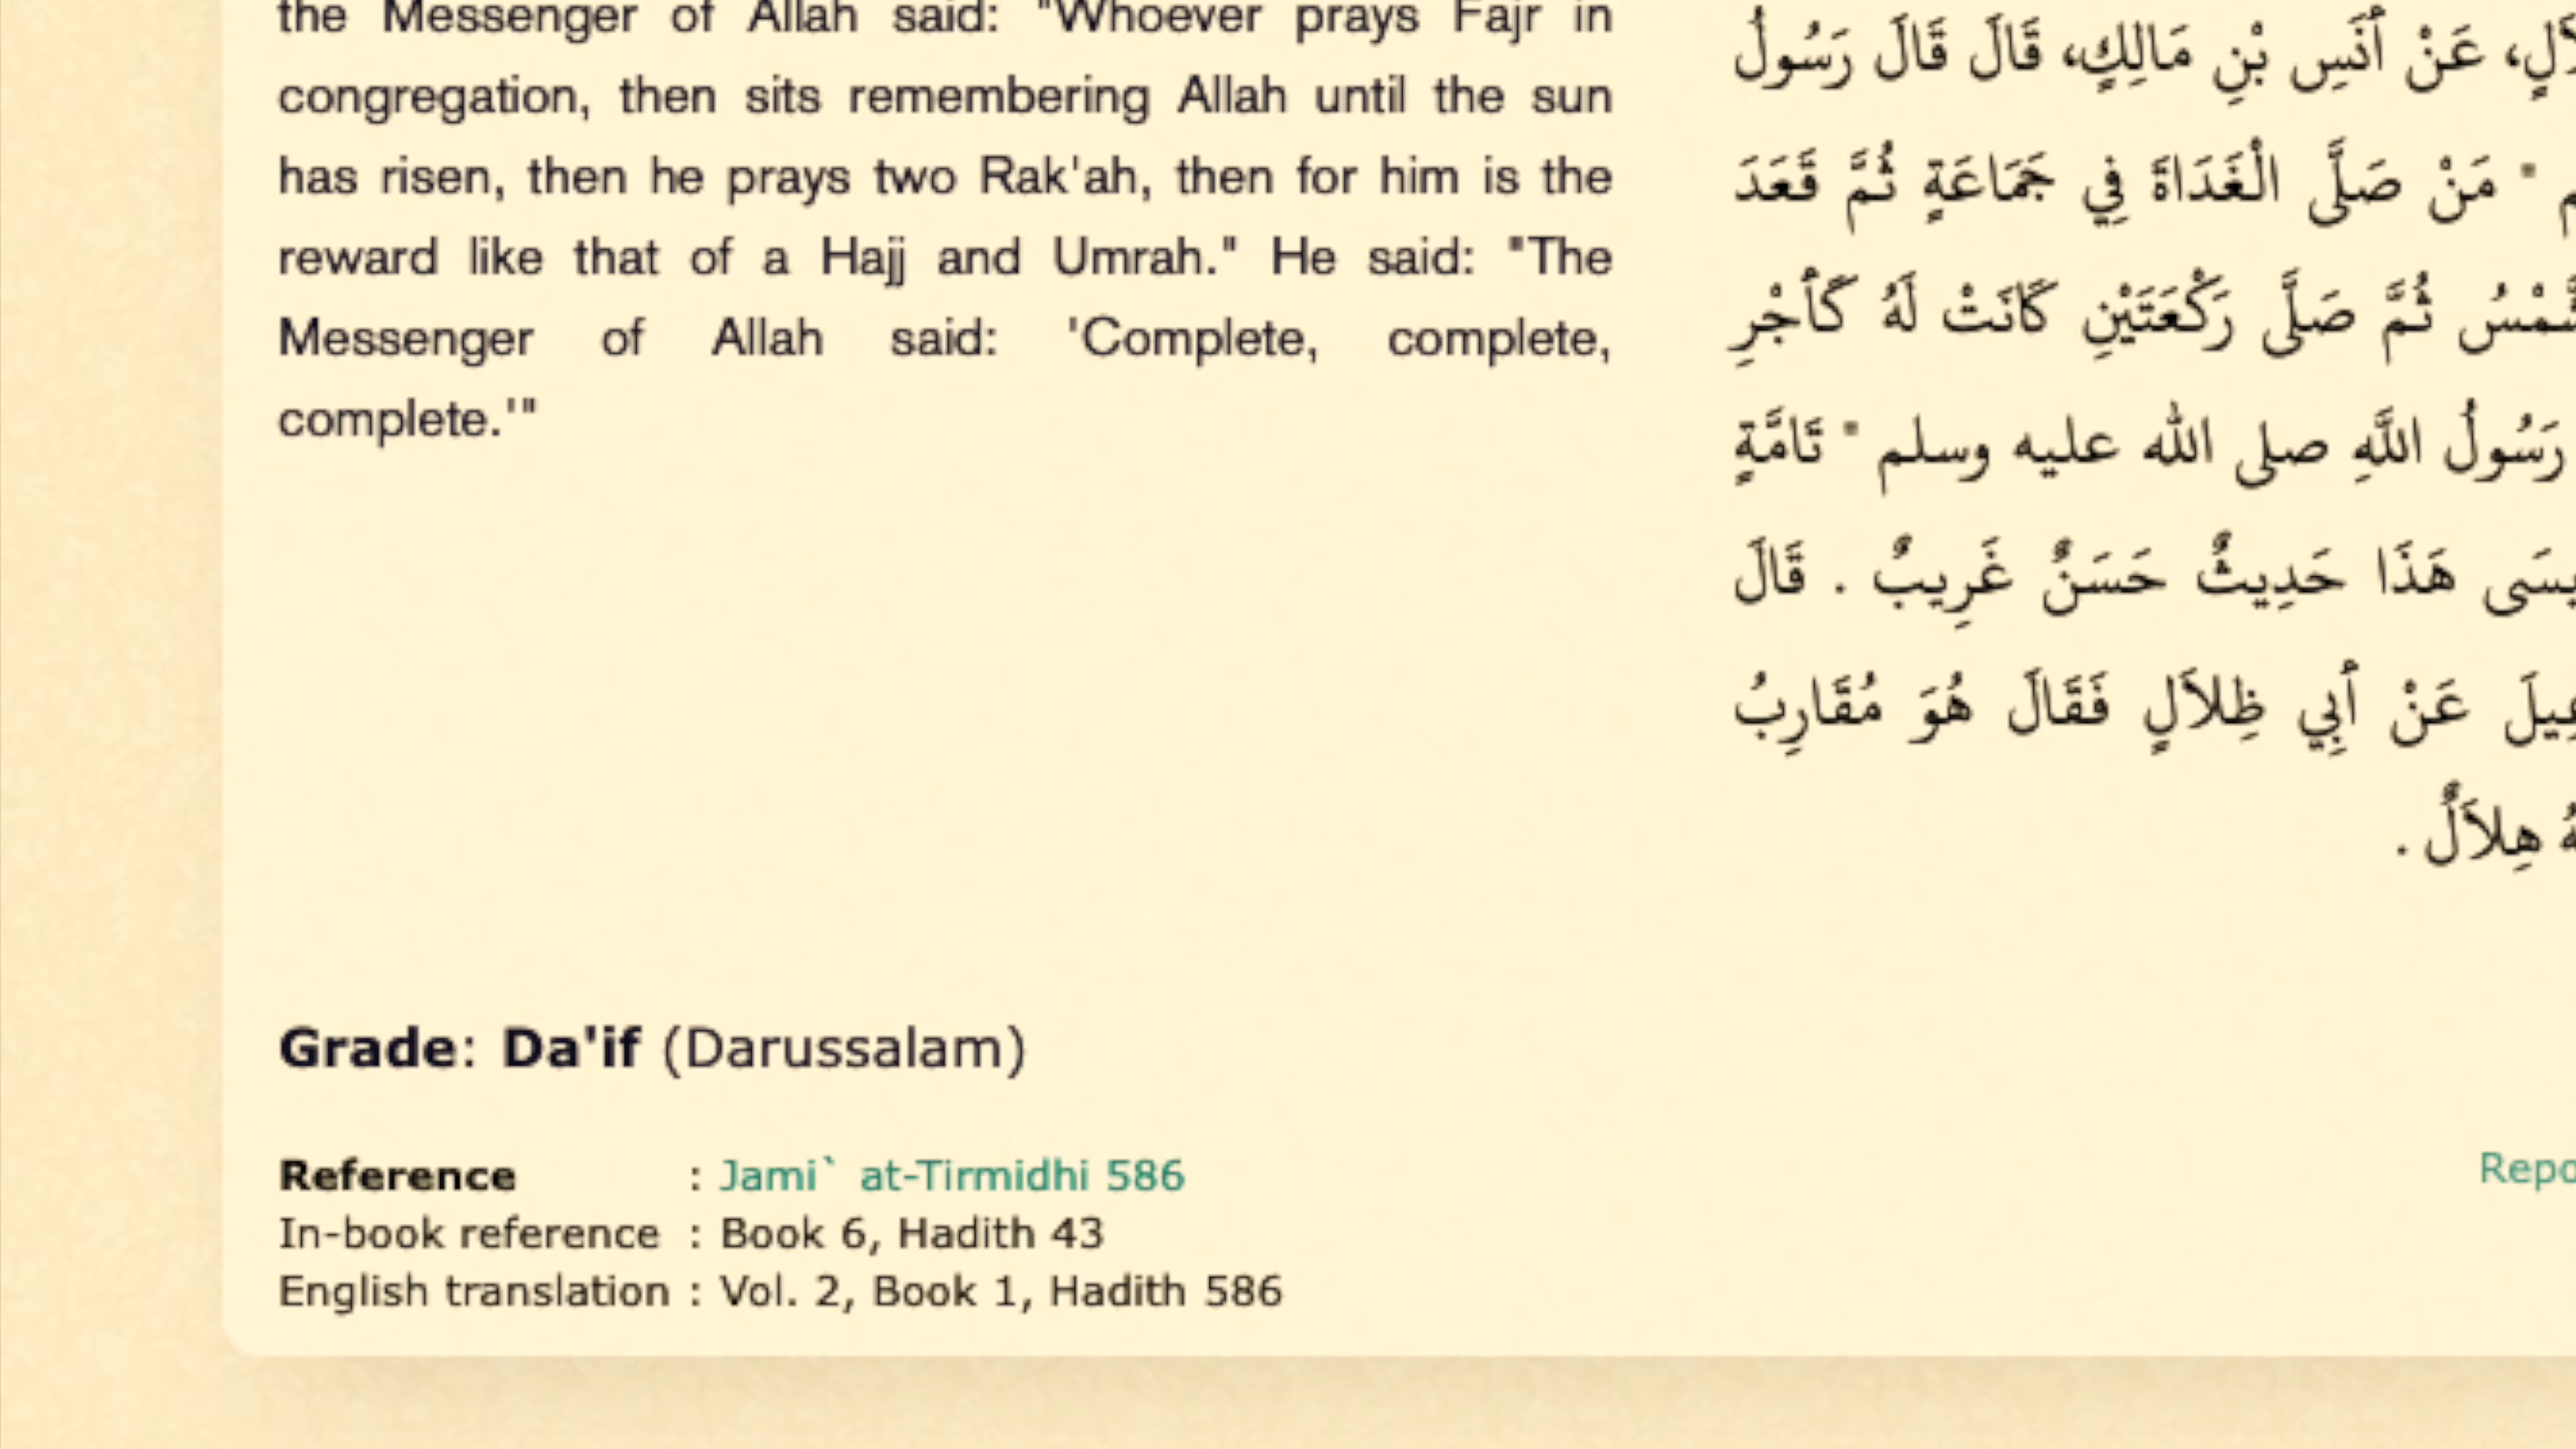 the Messenger of Allah said: "Whoever prays Fajr in
congregation, then sits remembering Allah until the sun
has risen, then he prays two Rak'ah, then for him is the
reward like that of a Hajj and Umrah." He said: "The
Messenger of Allah said: 'Complete, complete,
complete.'"
عَنْ أَنَسِ بْنِ مَالِكٍ، قَالَ قَالَ رَسُولُ
" مَنْ صَلَّى الْغَدَاةَ فِي جَمَاعَةٍ ثُمَّ قَعَدَ
ثُمَّ صَلَّى رَكْعَتَيْنِ كَانَتْ لَهُ كَأَجْرِ
رَسُولُ اللَّهِ صلى الله عليه وسلم " تَامَّةٍ
هَذَا حَدِيثٌ حَسَنٌ غَرِيبٌ . قَالَ
عَنْ أَبِي ظِلاَلٍ فَقَالَ هُوَ مُقَارِبُ
هِلاَلٌ .
Grade: Da'if (Darussalam)
Reference : Jami` at-Tirmidhi 586
In-book reference : Book 6, Hadith 43
English translation : Vol. 2, Book 1, Hadith 586